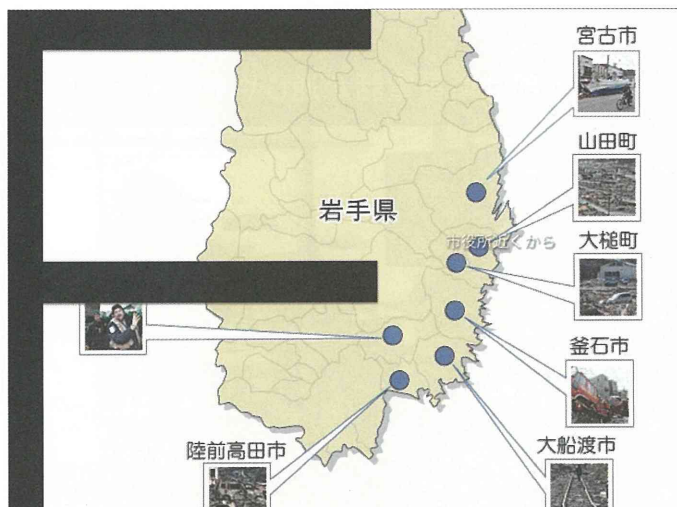 宮古市
山田町
岩手県
市役所近くから
大槌町
釜石市
陸前高田市
大船渡市